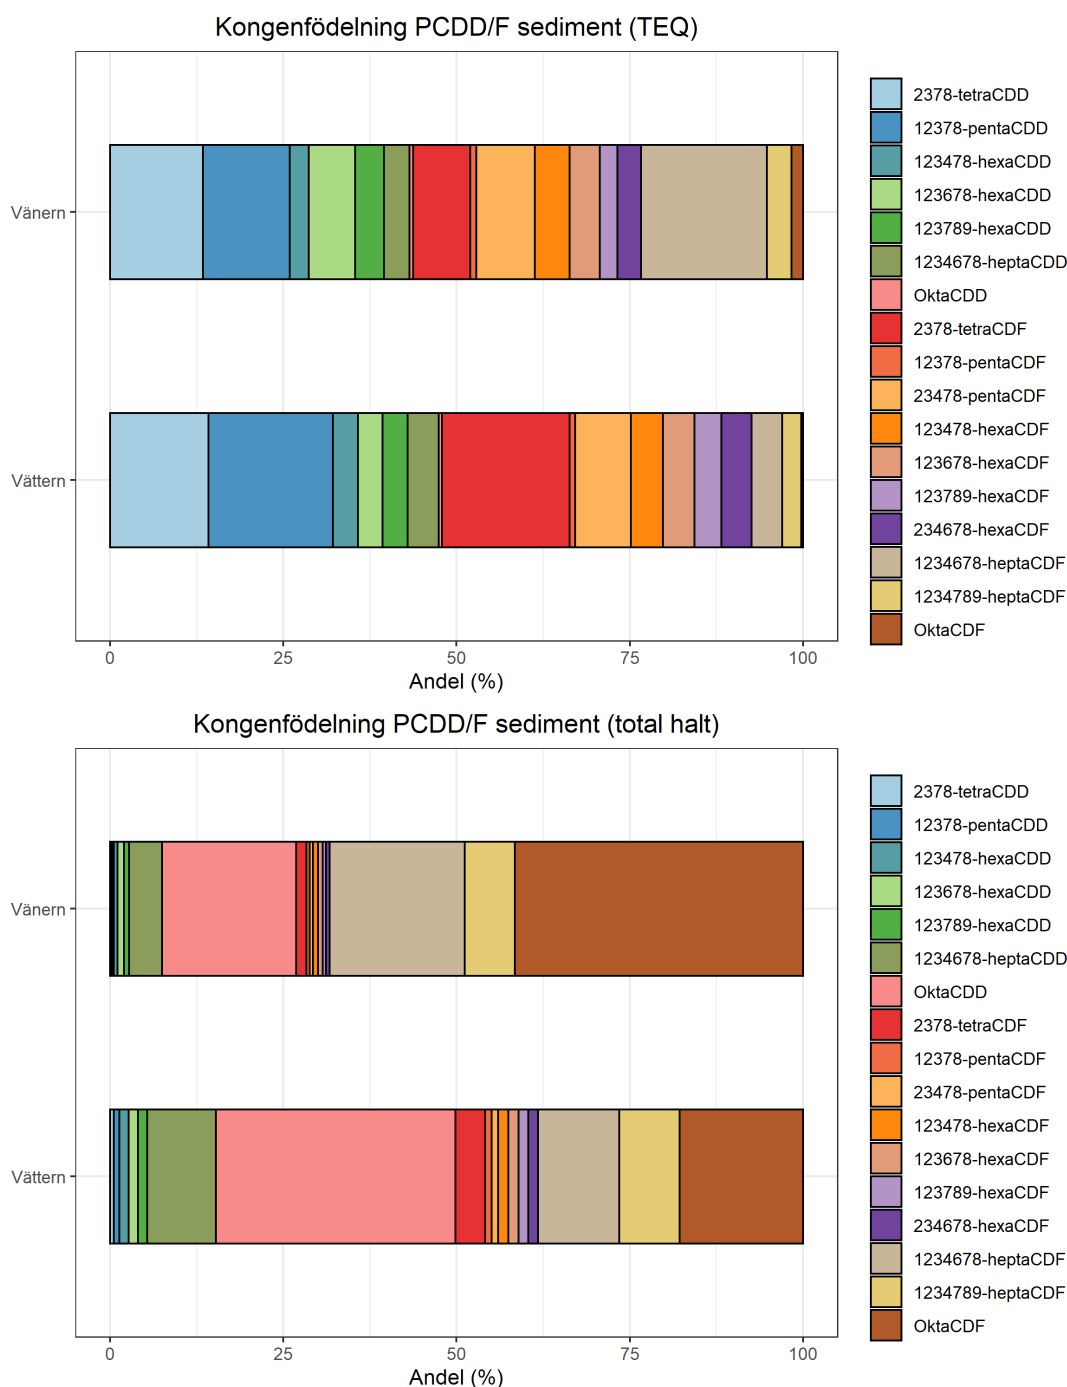 Kongenfödelning PCDD/F sediment (TEQ)
Vänern
Vättern
0 25 50 75 100
Andel (%)
2378-tetraCDD
12378-pentaCDD
123478-hexaCDD
123678-hexaCDD
123789-hexaCDD
1234678-heptaCDD
OktaCDD
2378-tetraCDF
12378-pentaCDF
23478-pentaCDF
123478-hexaCDF
123678-hexaCDF
123789-hexaCDF
234678-hexaCDF
1234678-heptaCDF
1234789-heptaCDF
OktaCDF
Kongenfödelning PCDD/F sediment (total halt)
Vänern
Vättern
0 25 50 75 100
Andel (%)
2378-tetraCDD
12378-pentaCDD
123478-hexaCDD
123678-hexaCDD
123789-hexaCDD
1234678-heptaCDD
OktaCDD
2378-tetraCDF
12378-pentaCDF
23478-pentaCDF
123478-hexaCDF
123678-hexaCDF
123789-hexaCDF
234678-hexaCDF
1234678-heptaCDF
1234789-heptaCDF
OktaCDF